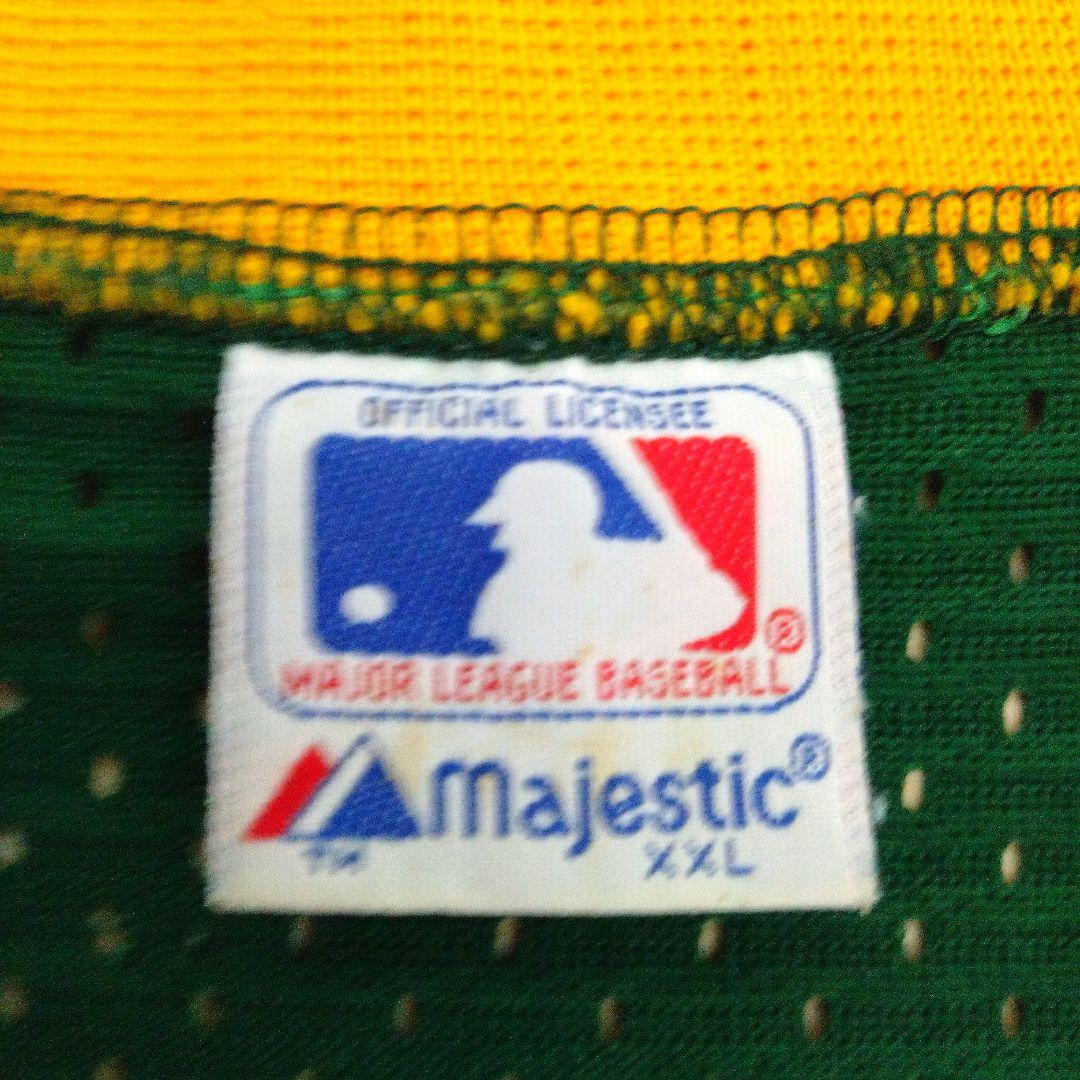 OFFICIAL LICENSEE
®
MAJOR LEAGUE BASEBALL
Majestic®
TM
XXL